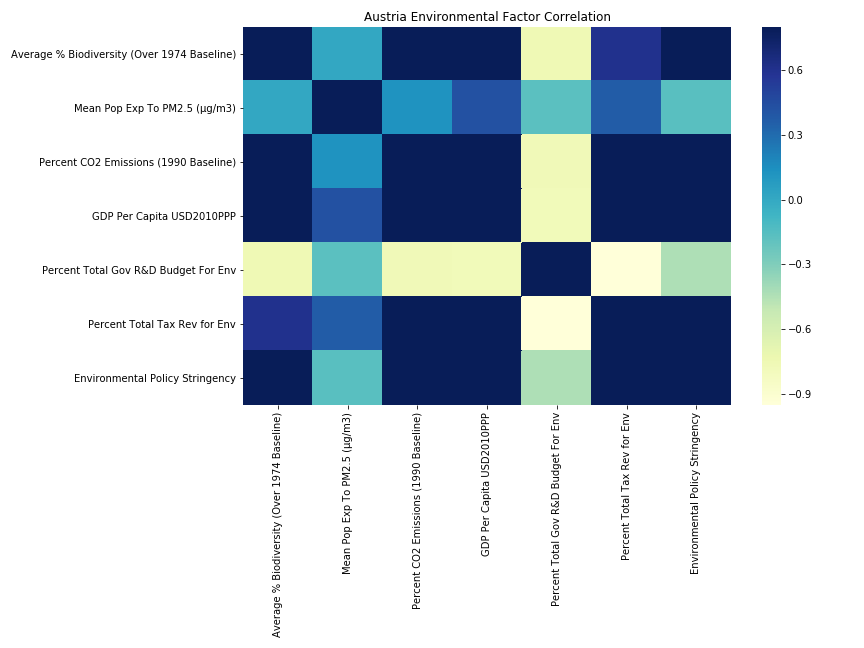 Austria Environmental Factor Correlation
Average % Biodiversity (Over 1974 Baseline)
Mean Pop Exp To PM2.5 (µg/m3)
Percent CO2 Emissions (1990 Baseline)
GDP Per Capita USD2010PPP
Percent Total Gov R&D Budget For Env
Percent Total Tax Rev for Env
Environmental Policy Stringency
0.6
0.3
0.0
−0.3
−0.6
−0.9
Average % Biodiversity (Over 1974 Baseline)
Mean Pop Exp To PM2.5 (µg/m3)
Percent CO2 Emissions (1990 Baseline)
GDP Per Capita USD2010PPP
Percent Total Gov R&D Budget For Env
Percent Total Tax Rev for Env
Environmental Policy Stringency